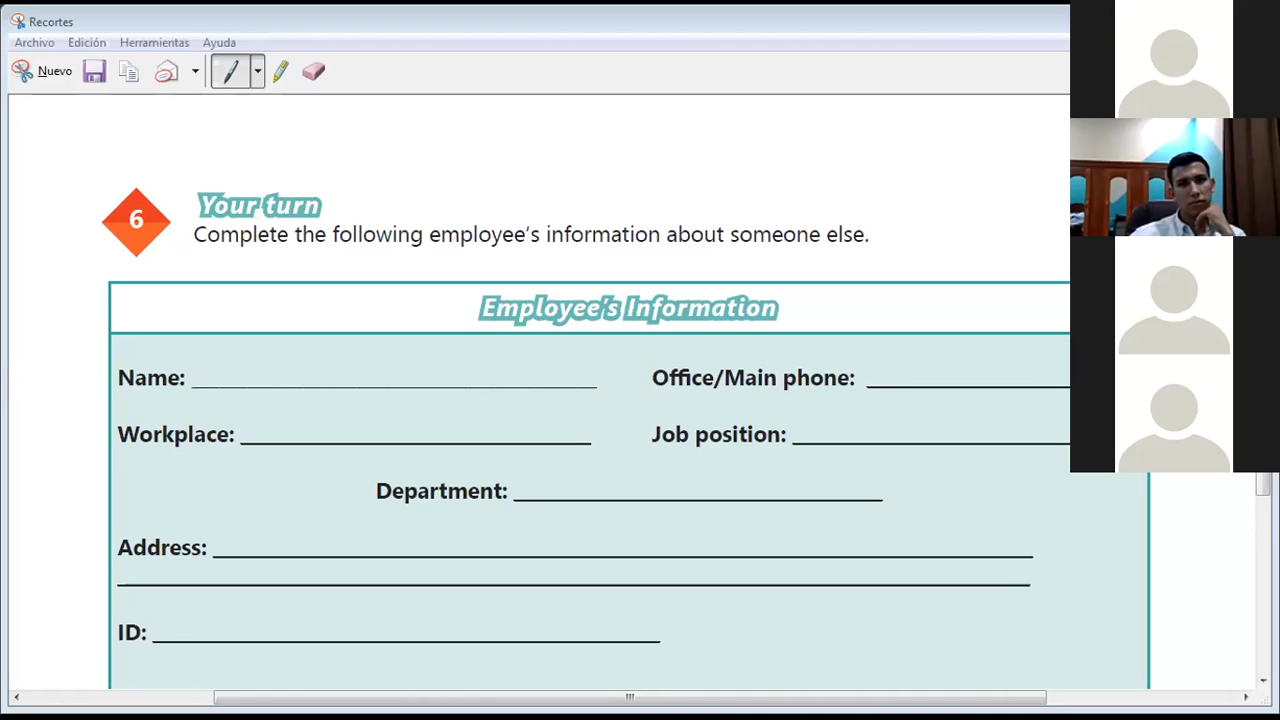 Recortes
Archivo Edición Herramientas Ayuda
Nuevo
6
Your turn
Complete the following employee's information about someone else.
Employee's Information
Name: Office/Main phone:
Workplace: Job position:
Department:
Address:
ID: